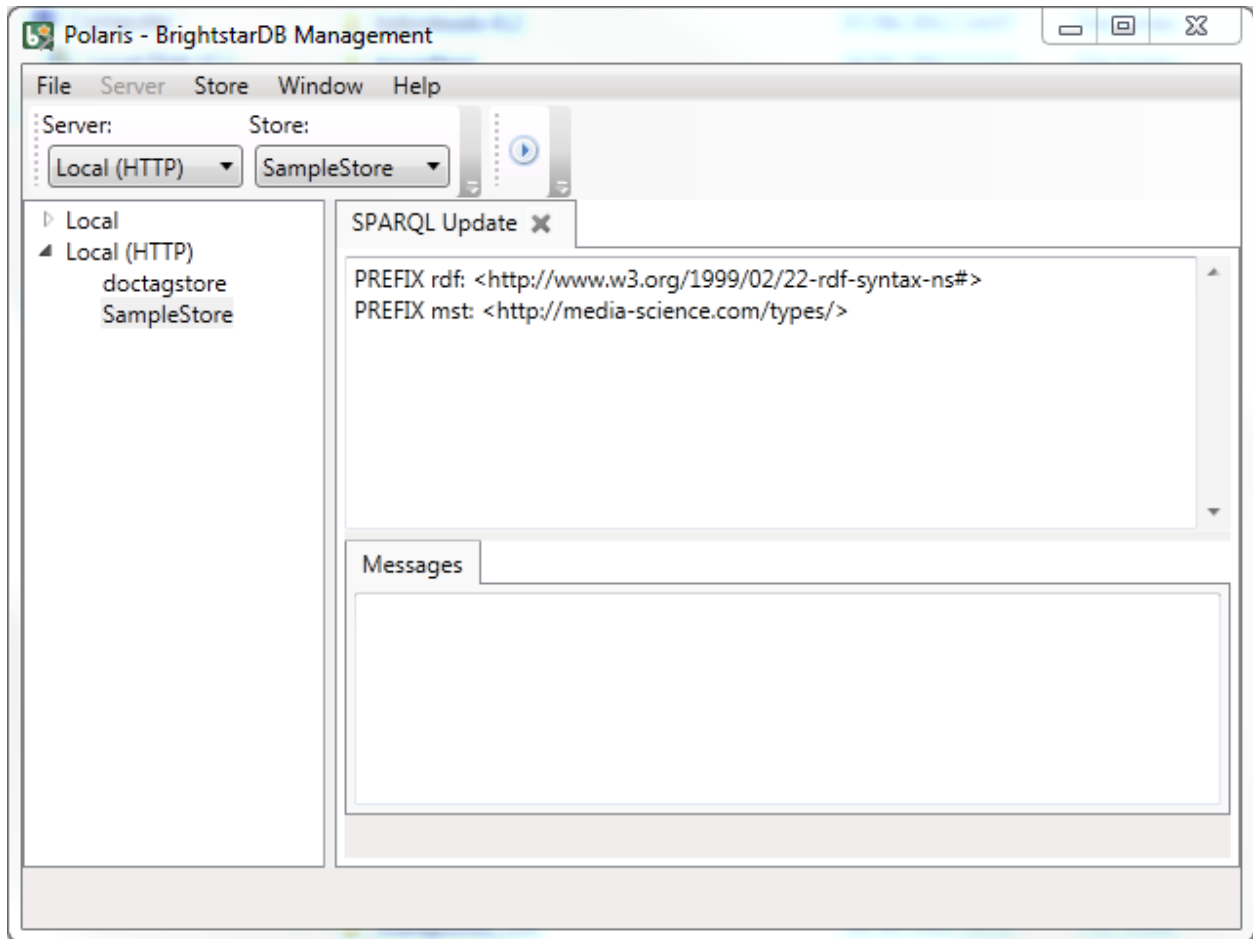 Polaris - BrightstarDB Management
File Server Store Window Help
Server: Store:
Local (HTTP) SampleStore
Local
Local (HTTP)
doctagstore
SampleStore
SPARQL Update
PREFIX rdf: <http://www.w3.org/1999/02/22-rdf-syntax-ns#>
PREFIX mst: <http://media-science.com/types/>
Messages